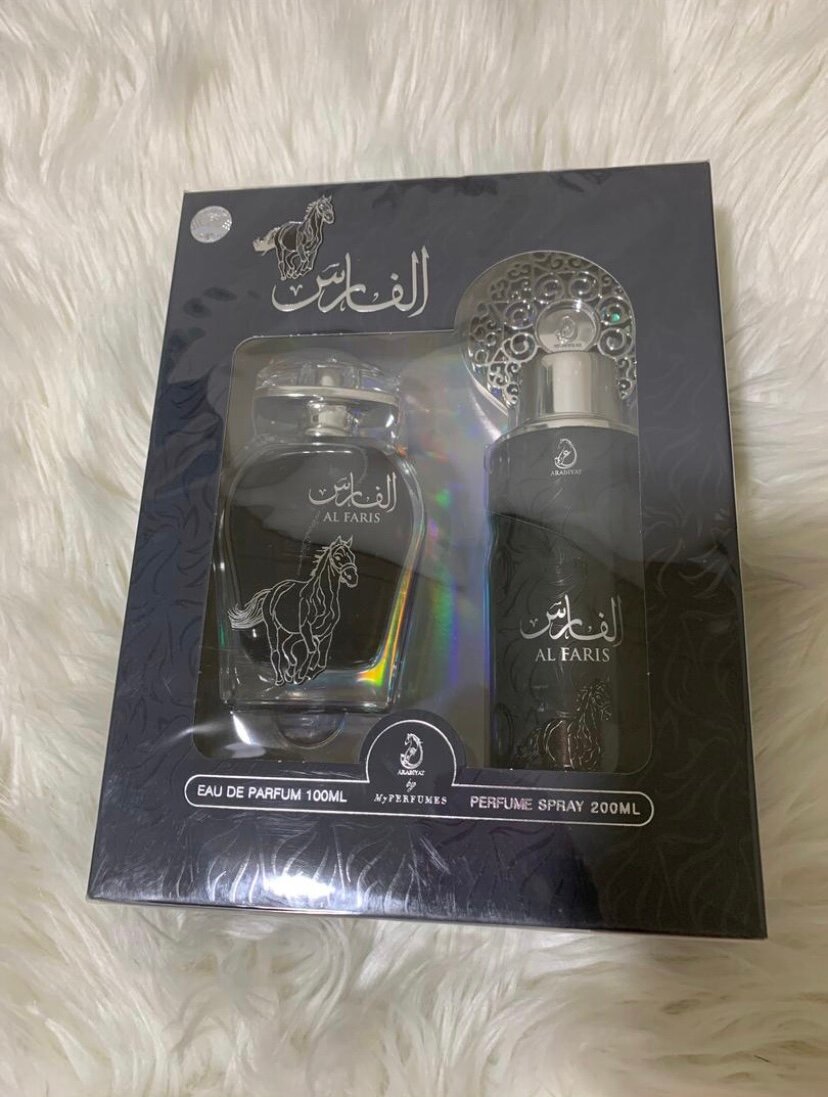 الفارس
الفارس
AL FARIS
ARABIYAT
الفارس
AL FARIS
ARABIYAT
by
MyPERFUMES
EAU DE PARFUM 100ML
PERFUME SPRAY 200ML